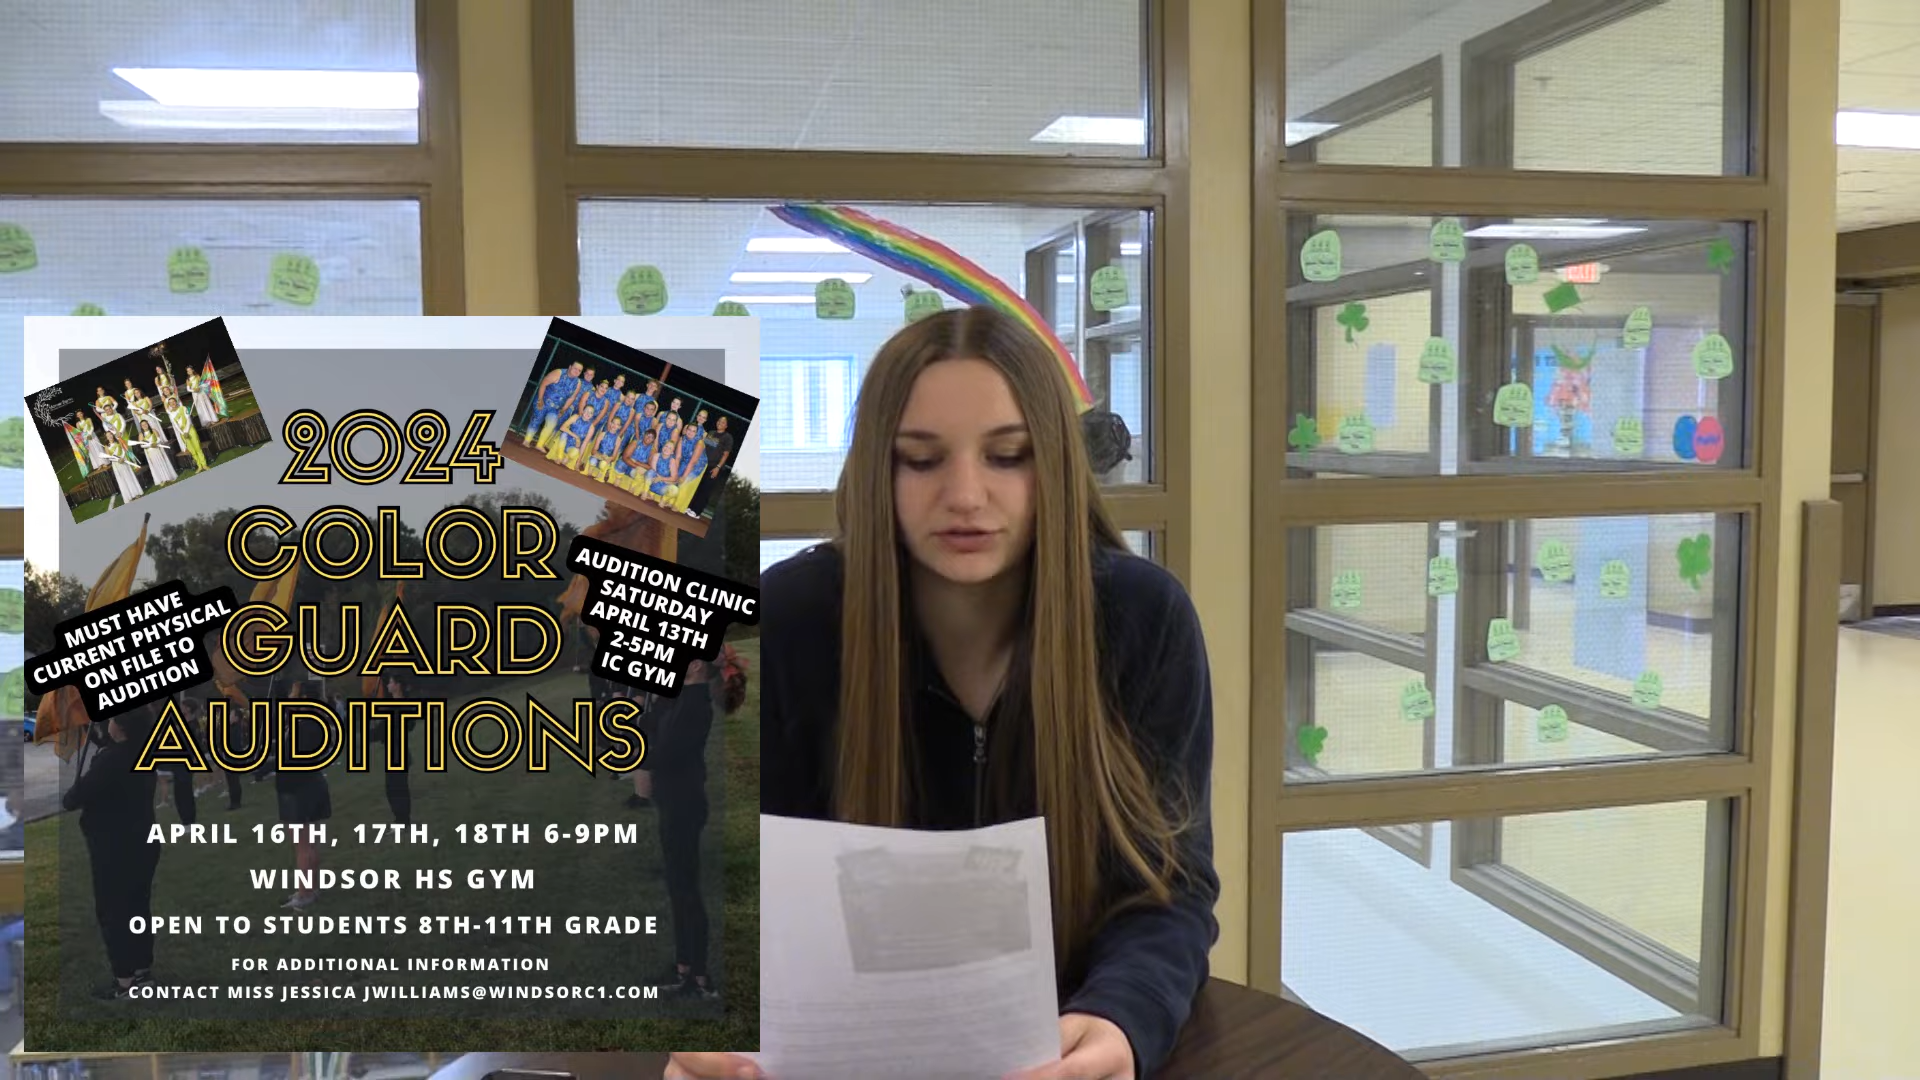 2024
COLOR
GUARD
AUDITIONS
MUST HAVE
CURRENT PHYSICAL
ON FILE TO
AUDITION
AUDITION CLINIC
SATURDAY
APRIL 13TH
2-5PM
IC GYM
APRIL 16TH, 17TH, 18TH 6-9PM
WINDSOR HS GYM
OPEN TO STUDENTS 8TH-11TH GRADE
FOR ADDITIONAL INFORMATION
CONTACT MISS JESSICA JWILLIAMS@WINDSORC1.COM
EXIT